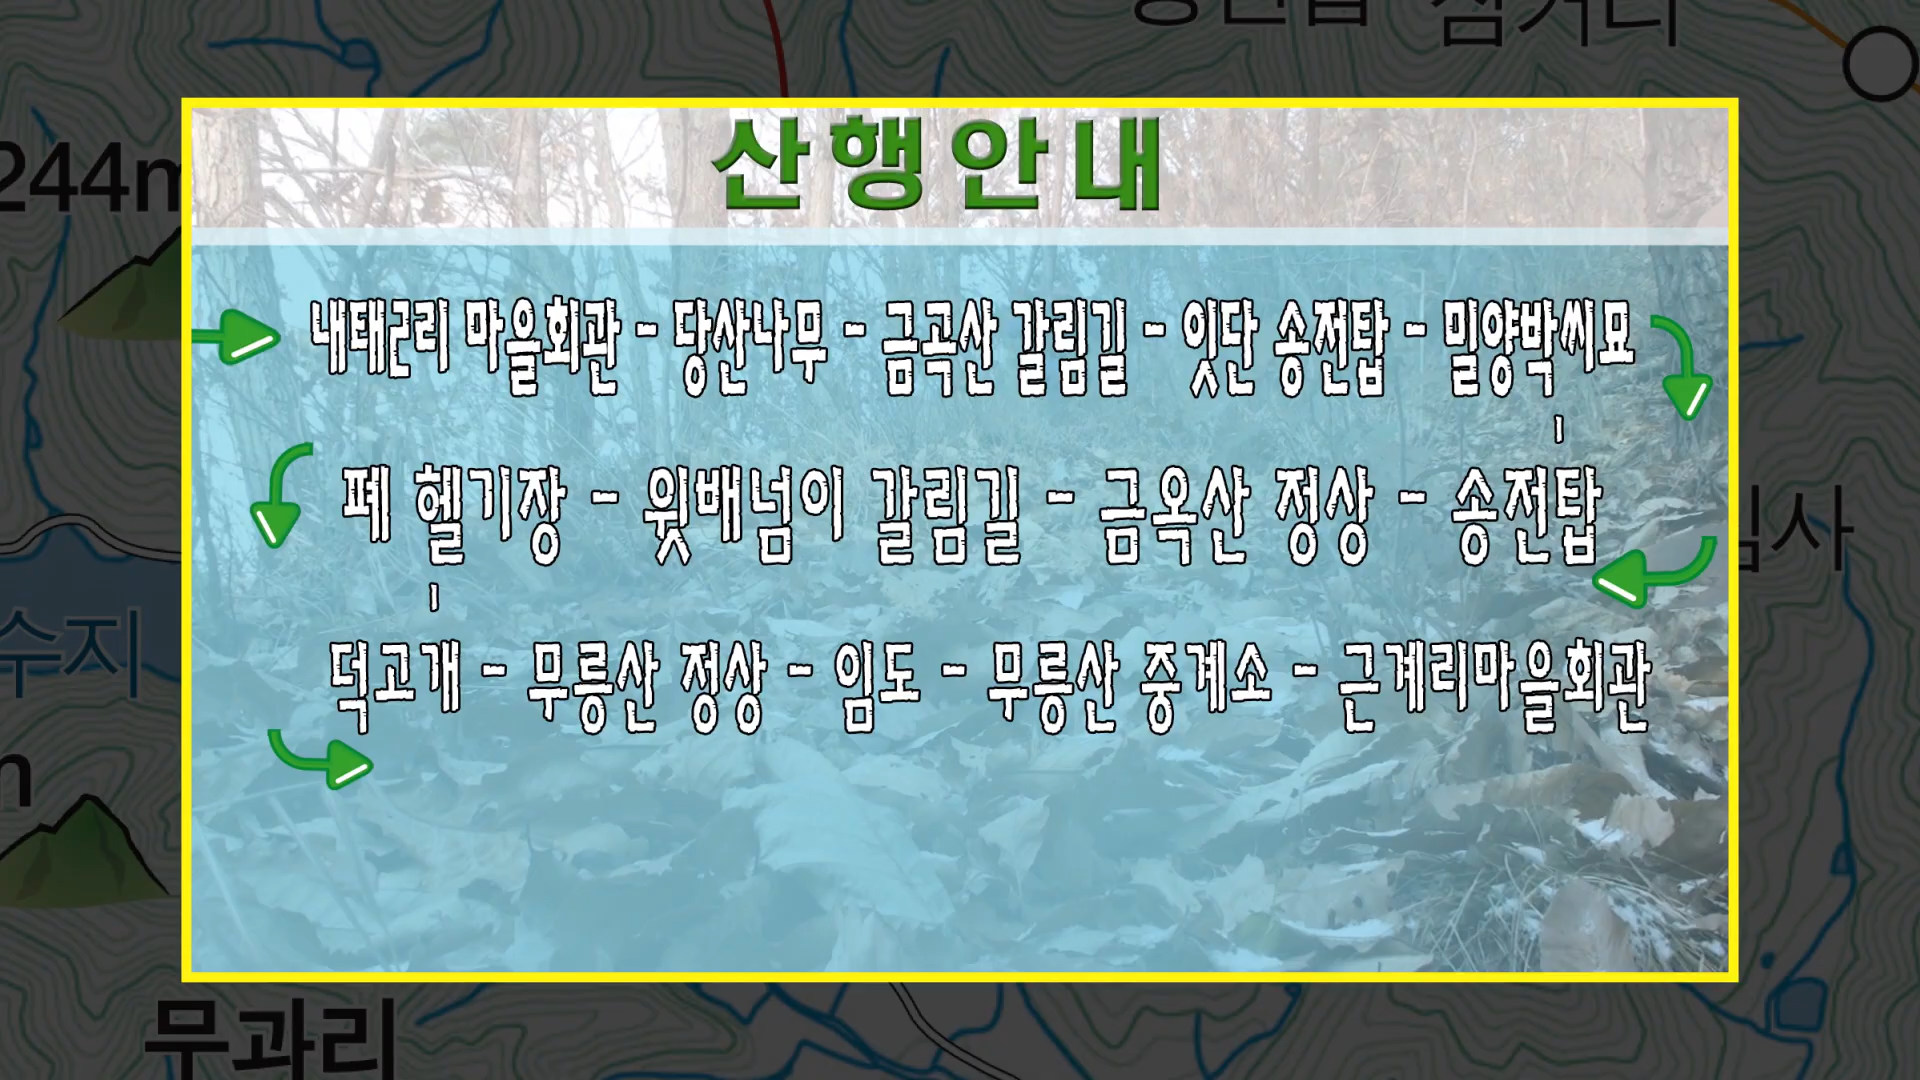 244m
산행안내
내태2리 마을회관 - 당산나무 - 금곡산 갈림길 - 잇단 송전탑 - 밀양박씨묘
폐 헬기장 - 윗배넘이 갈림길 - 금옥산 정상 - 송전탑
수지
덕고개 - 무릉산 정상 - 임도 - 무릉산 중계소 - 근계리마을회관
무과리